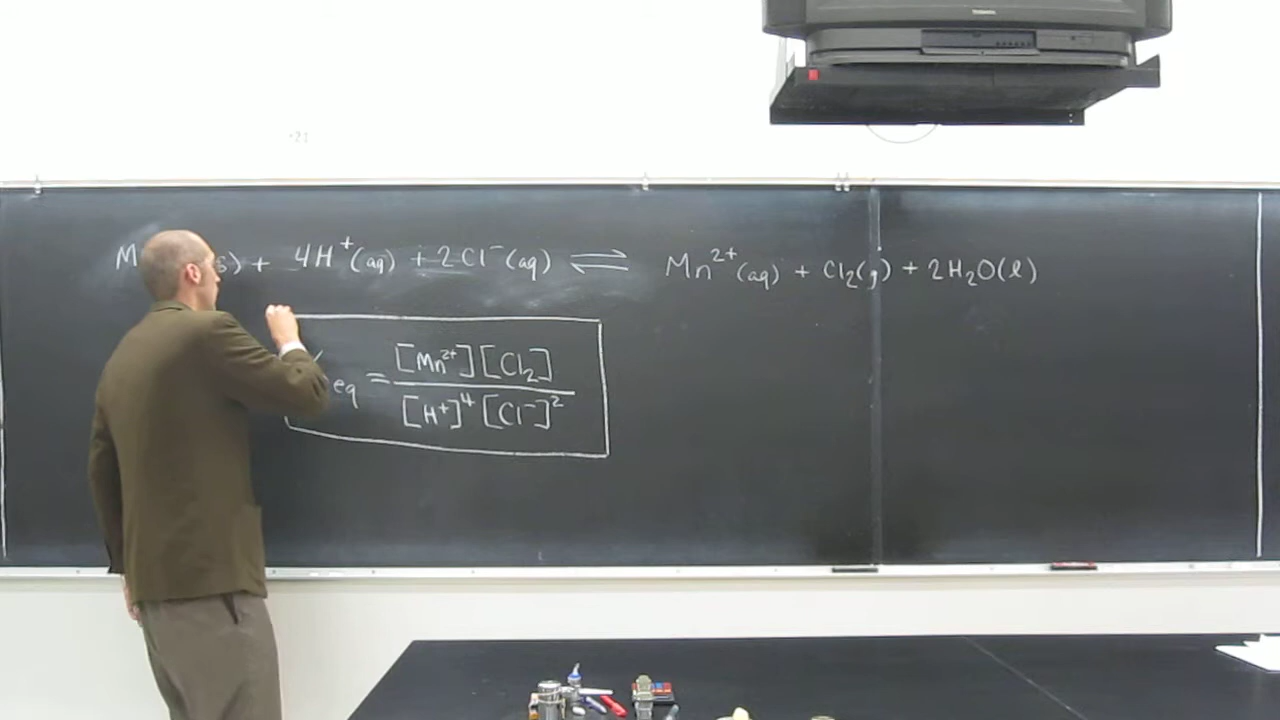 M (s) + 4H⁺(aq) + 2Cl⁻(aq) ⇌ Mn²⁺(aq) + Cl₂(g) + 2H₂O(l)
eq = [Mn²⁺][Cl₂] / [H⁺]⁴[Cl⁻]²